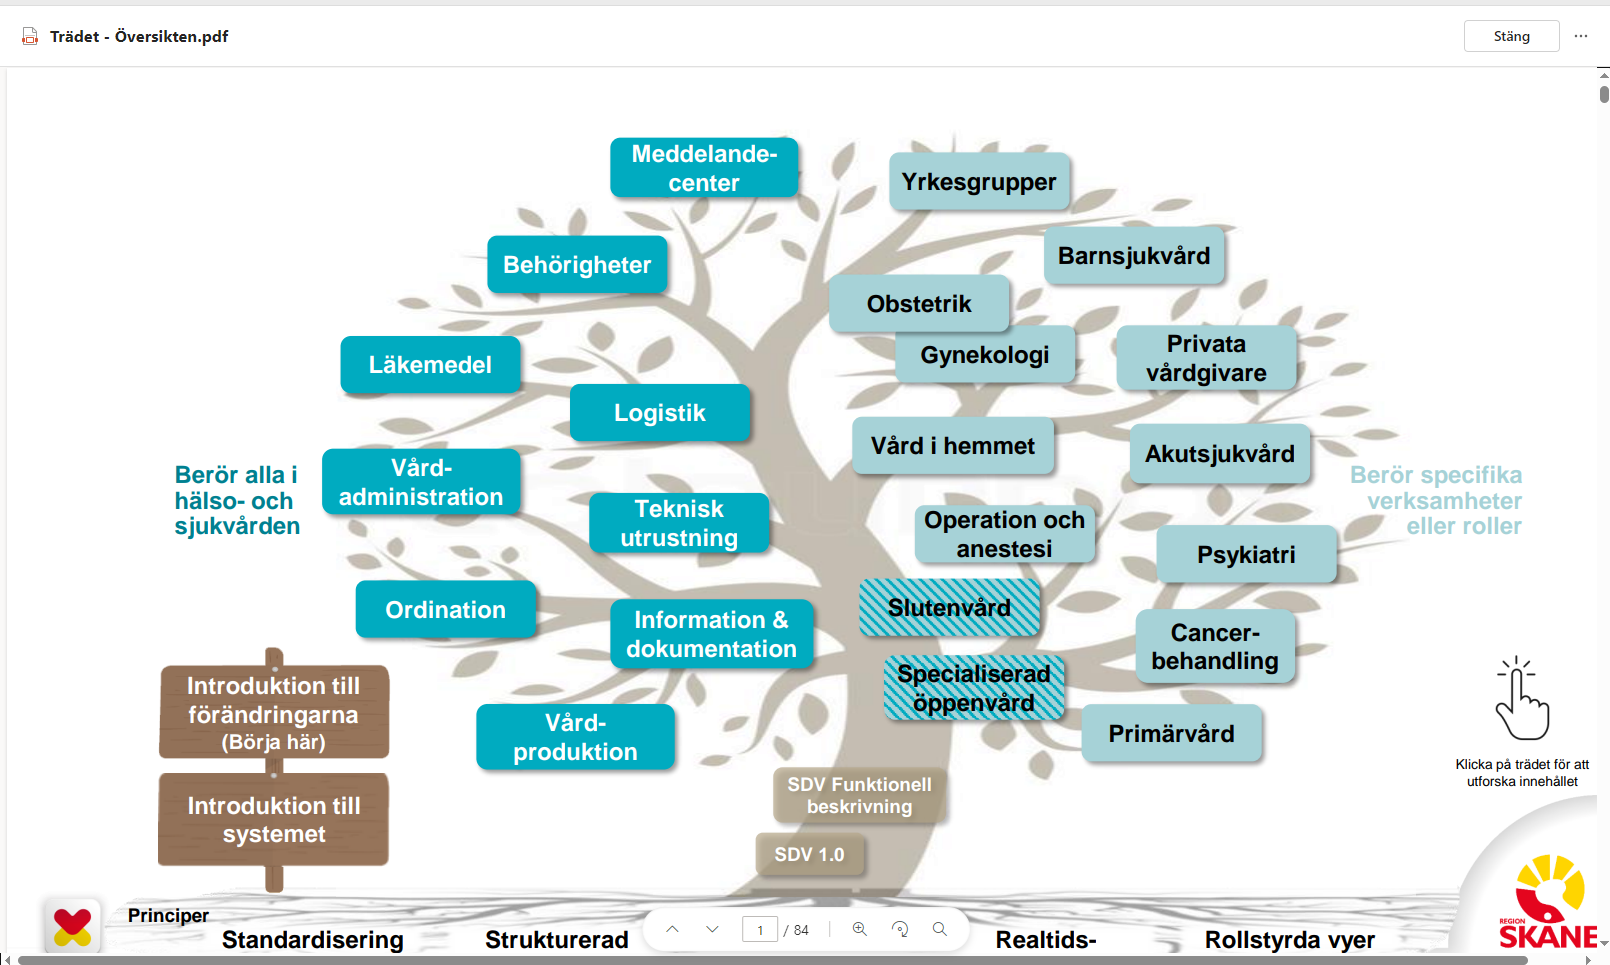 Trädet - Översikten.pdf
Stäng
Meddelande-
center
Yrkesgrupper
Behörigheter
Barnsjukvård
Obstetrik
Gynekologi
Privata
vårdgivare
Läkemedel
Logistik
Vård i hemmet
Akutsjukvård
Berör alla i
hälso- och
sjukvården
Vård-
administration
Teknisk
utrustning
Operation och
anestesi
Berör specifika
verksamheter
eller roller
Psykiatri
Ordination
Information &
dokumentation
Slutenvård
Cancer-
behandling
Specialiserad
öppenvård
Introduktion till
förändringarna
(Börja här)
Vård-
produktion
Primärvård
Klicka på trädet för att
utforska innehållet
Introduktion till
systemet
SDV Funktionell
beskrivning
SDV 1.0
Principer
Standardisering
Strukturerad
1 / 84
Realtids-
Rollstyrda vyer
REGION
SKÅNE